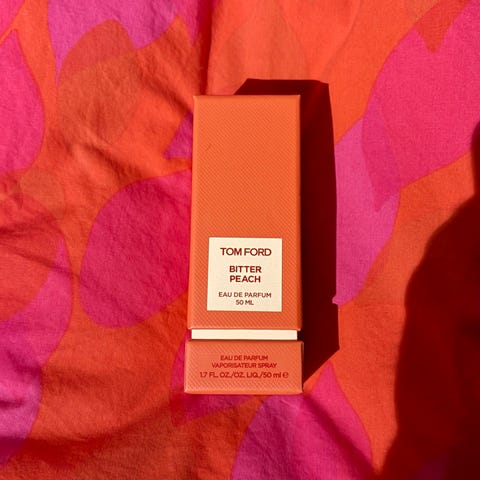 TOM FORD
BITTER
PEACH
EAU DE PARFUM
50 ML
EAU DE PARFUM
VAPORISATEUR SPRAY
1.7 FL. OZ./OZ. LIQ./50 ml ℮